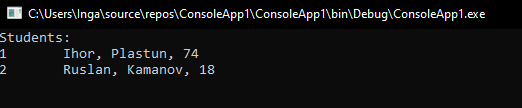 C:\Users\Inga\source\repos\ConsoleApp1\ConsoleApp1\bin\Debug\ConsoleApp1.exe
Students:
1       Ihor, Plastun, 74
2       Ruslan, Kamanov, 18